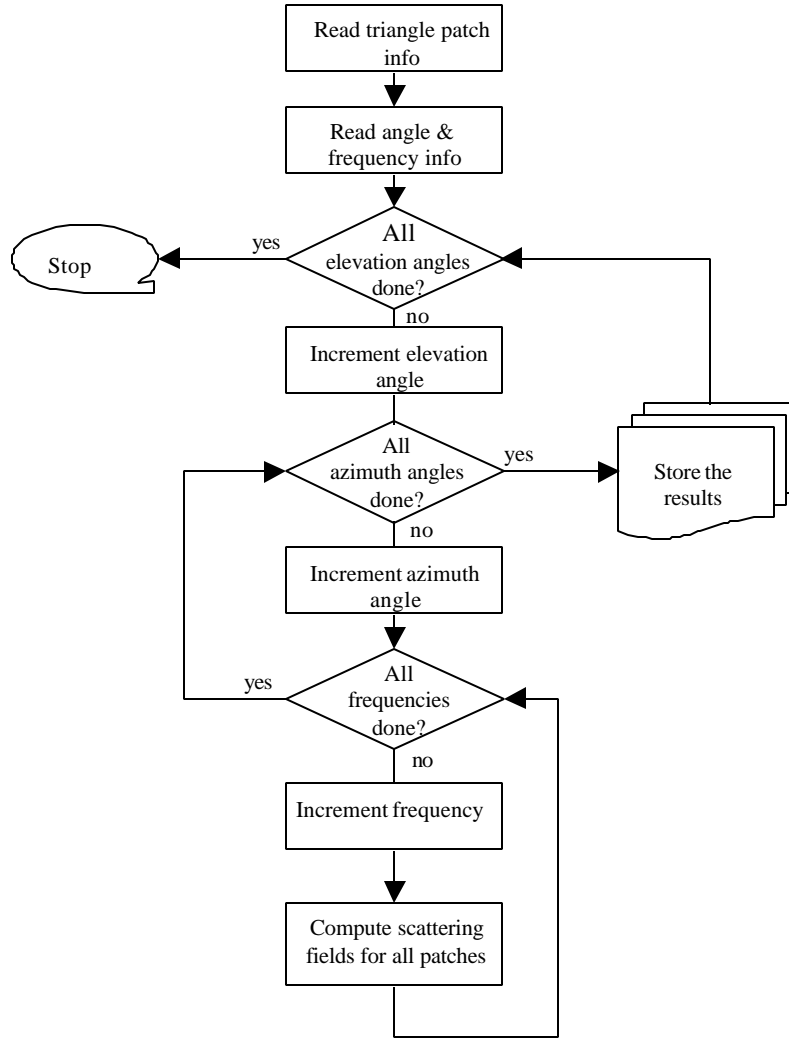 Read triangle patch
info
Read angle &
frequency info
All
elevation angles
done?
yes
Stop
no
Increment elevation
angle
All
azimuth angles
done?
yes
Store the
results
no
Increment azimuth
angle
All
frequencies
done?
yes
no
Increment frequency
Compute scattering
fields for all patches